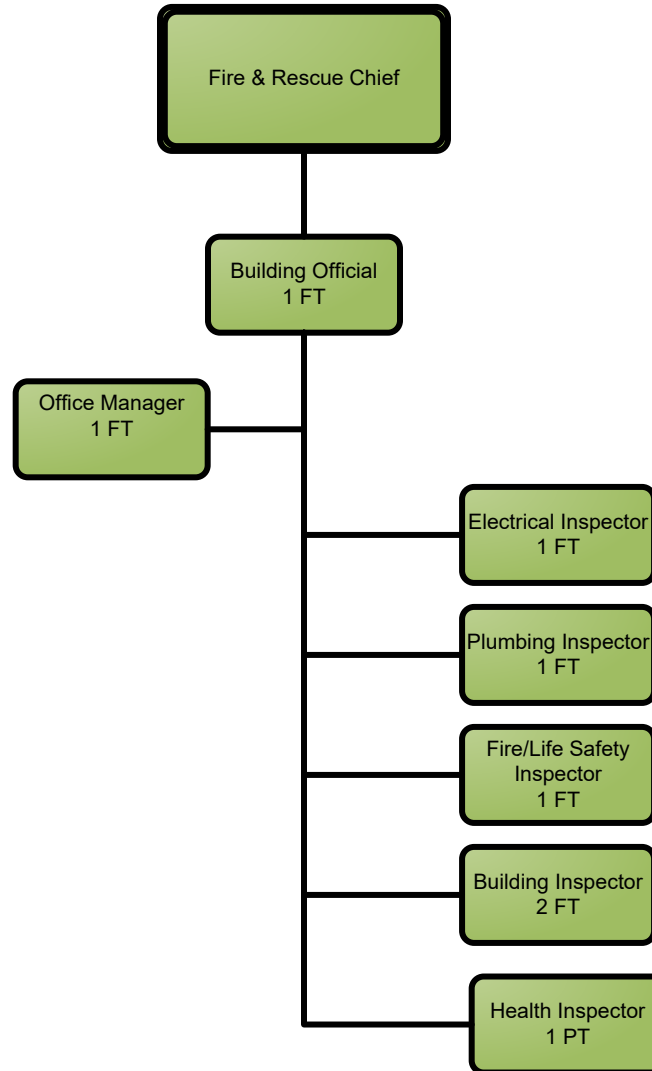 Fire & Rescue Chief
Building Official
1 FT
Office Manager
1 FT
Electrical Inspector
1 FT
Plumbing Inspector
1 FT
Fire/Life Safety
Inspector
1 FT
Building Inspector
2 FT
Health Inspector
1 PT